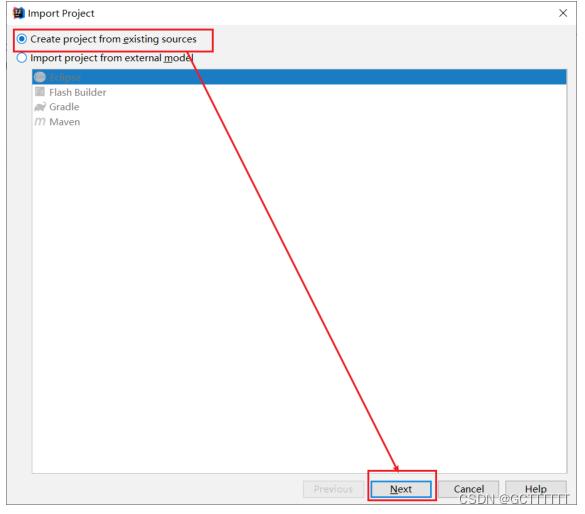 Import Project
Create project from existing sources
Import project from external model
Eclipse
Flash Builder
Gradle
Maven
Previous Next Cancel Help
CSDN @GCTTTTTT